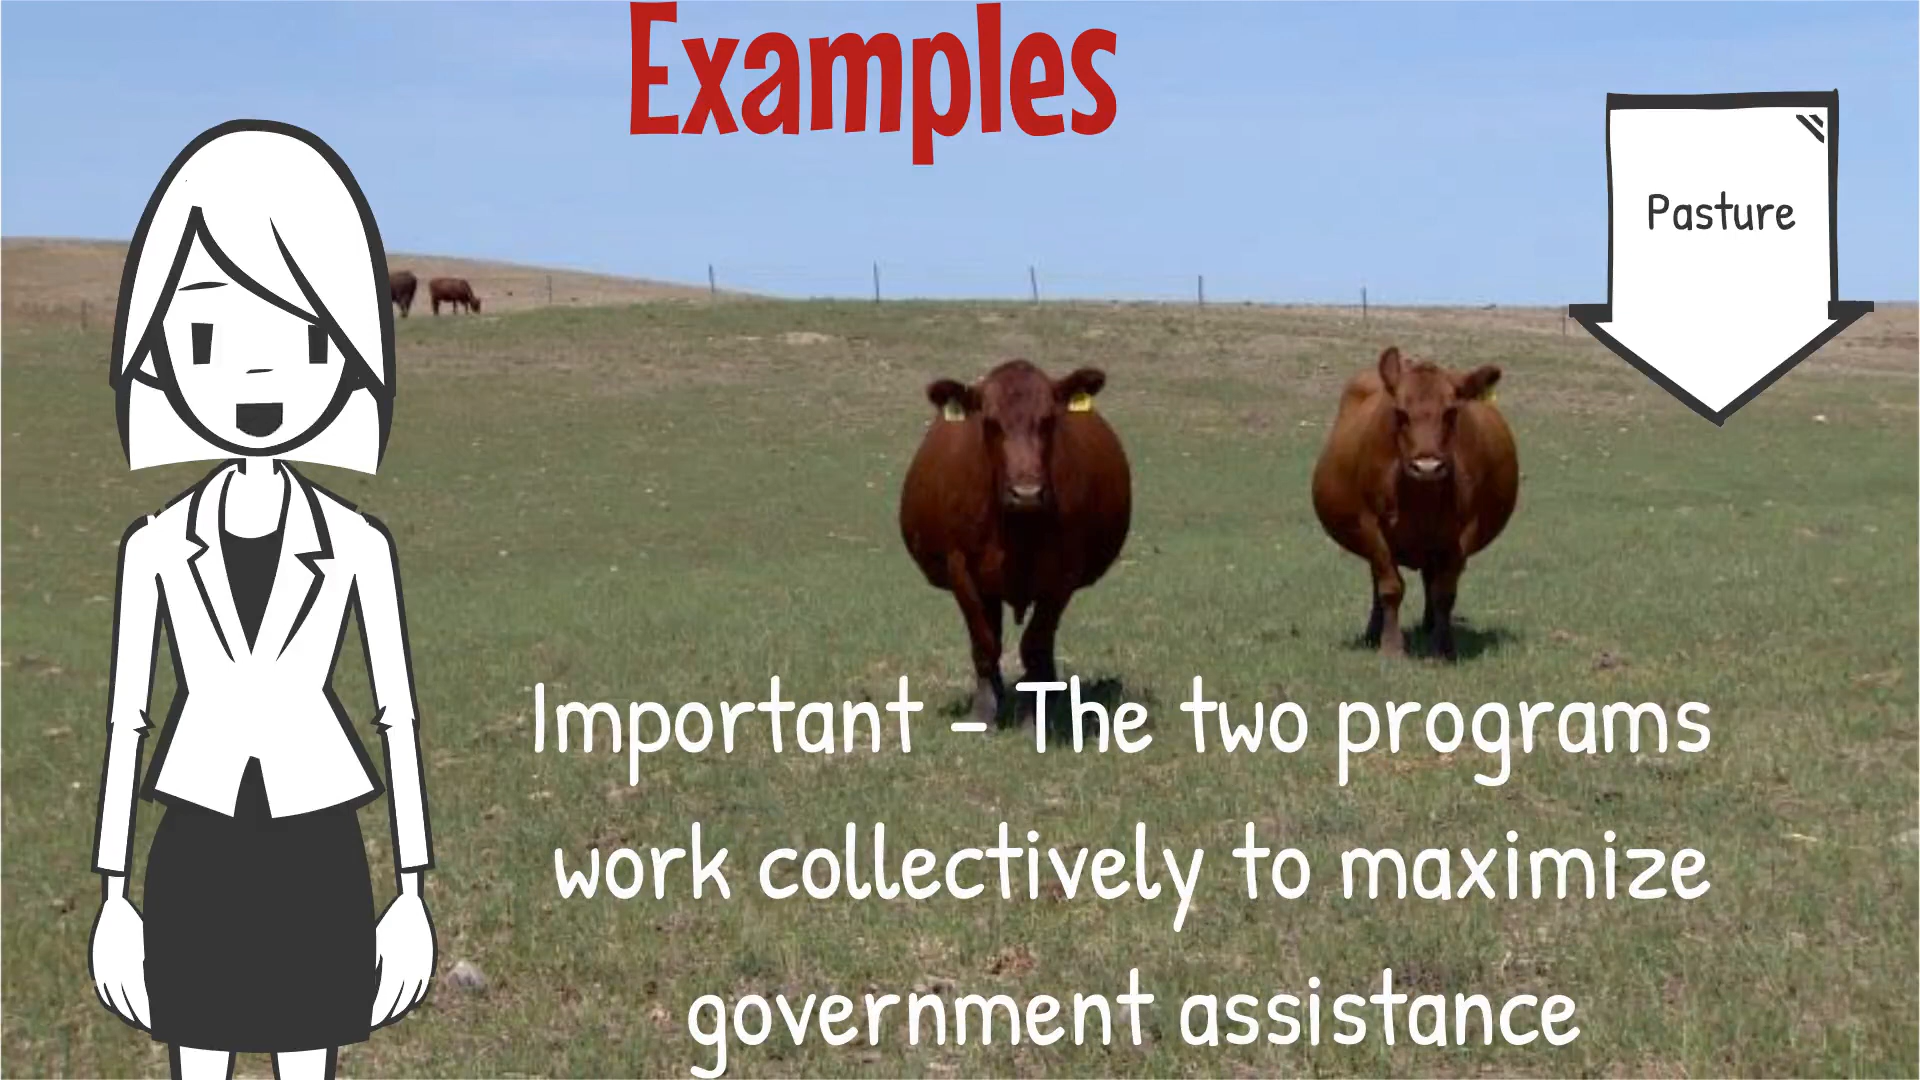 Examples
Pasture
Important - The two programs
work collectively to maximize
government assistance